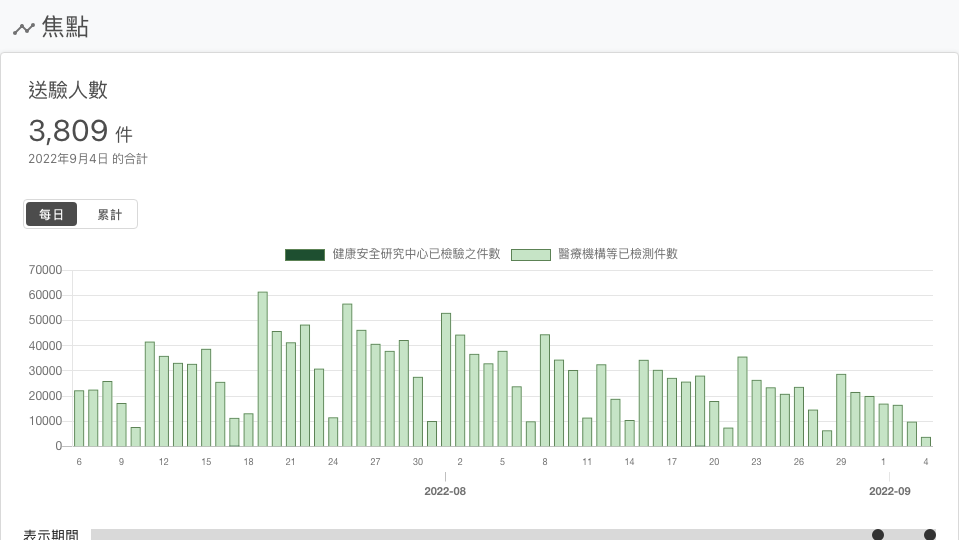 焦點
送驗人數
3,809 件
2022年9月4日 的合計
每日 累計
健康安全研究中心已檢驗之件數 醫療機構等已檢測件數
70000
60000
50000
40000
30000
20000
10000
0
6 9 12 15 18 21 24 27 30 2 5 8 11 14 17 20 23 26 29 1 4
2022-08 2022-09
表示期間